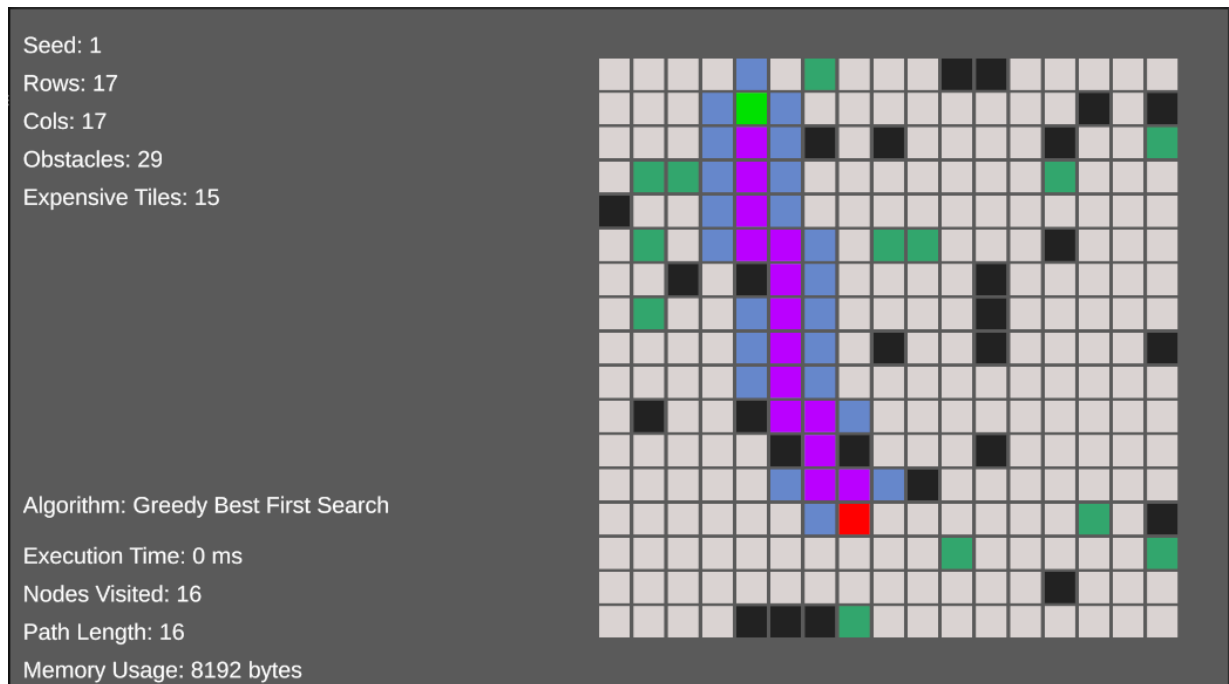 Seed: 1
Rows: 17
Cols: 17
Obstacles: 29
Expensive Tiles: 15
Algorithm: Greedy Best First Search
Execution Time: 0 ms
Nodes Visited: 16
Path Length: 16
Memory Usage: 8192 bytes